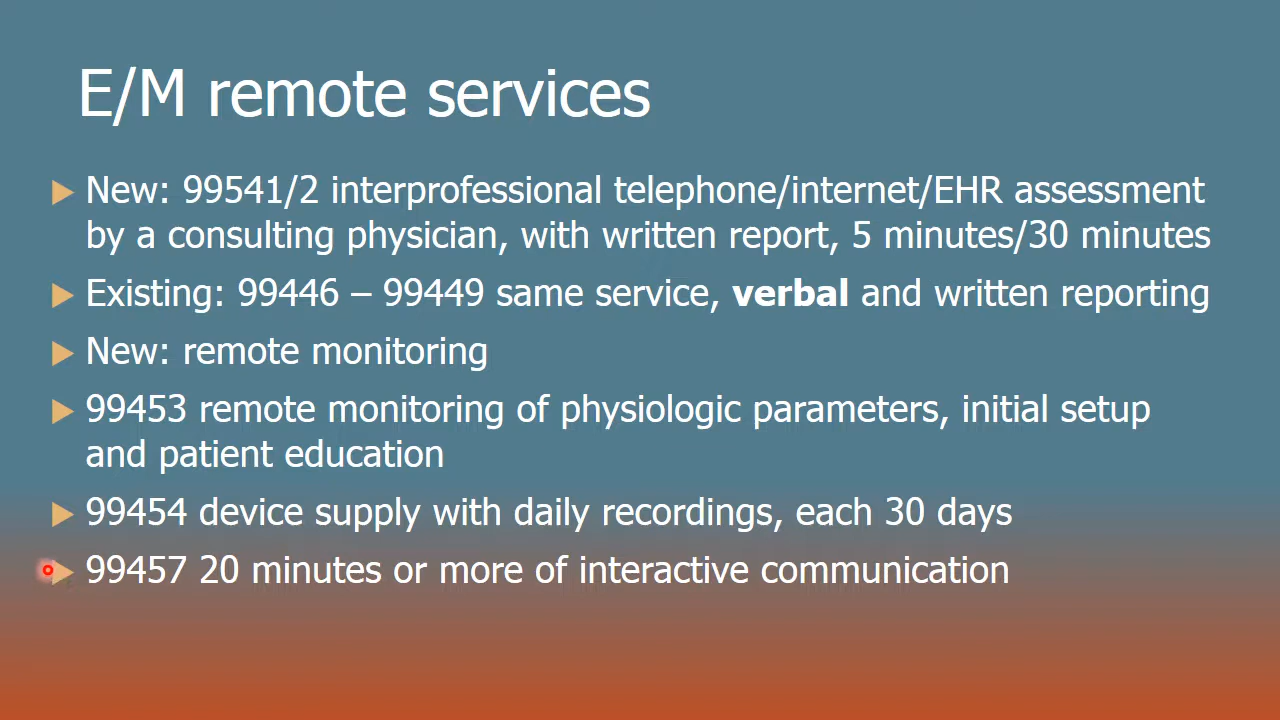 E/M remote services
New: 99541/2 interprofessional telephone/internet/EHR assessment
by a consulting physician, with written report, 5 minutes/30 minutes
Existing: 99446 – 99449 same service, verbal and written reporting
New: remote monitoring
99453 remote monitoring of physiologic parameters, initial setup
and patient education
99454 device supply with daily recordings, each 30 days
99457 20 minutes or more of interactive communication